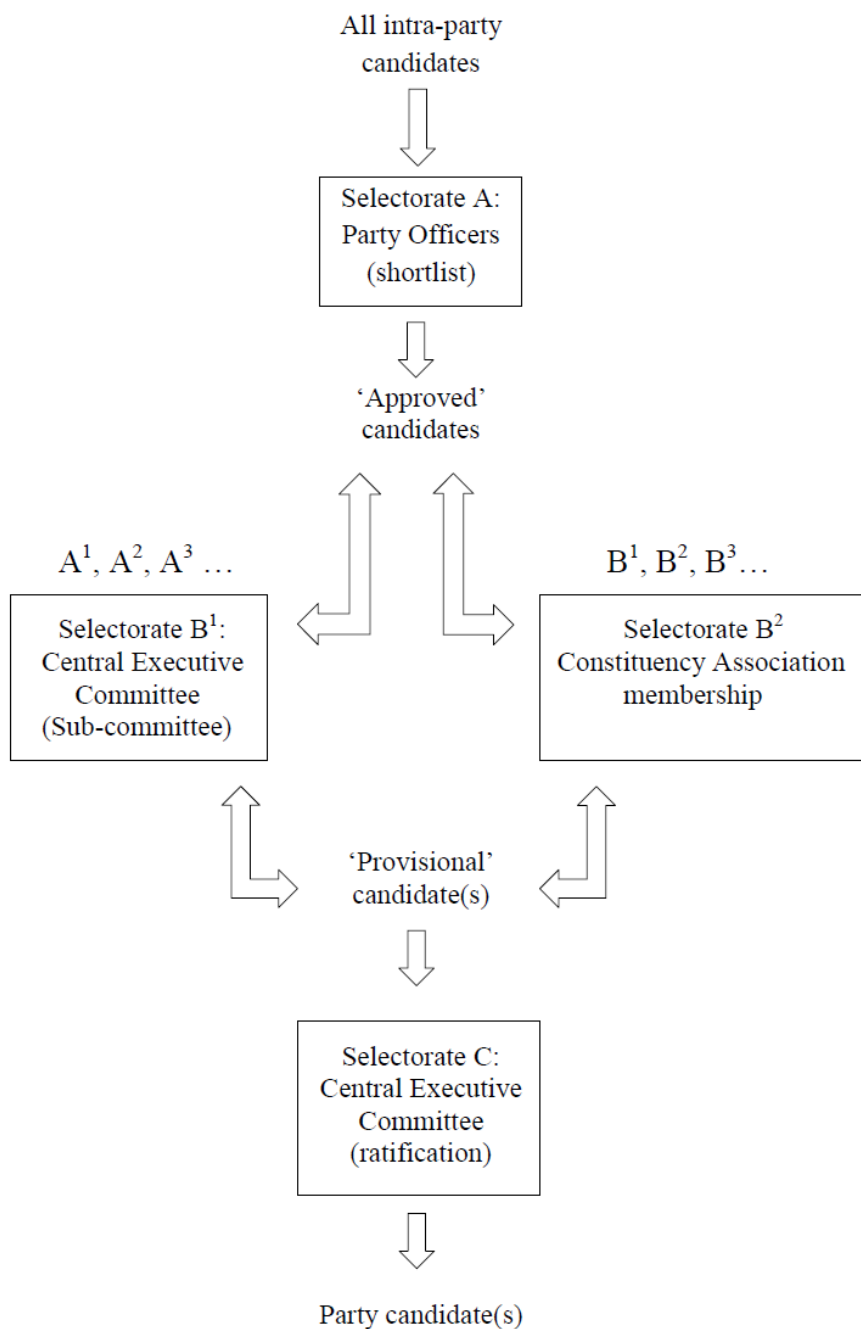 All intra-party
candidates
Selectorate A:
Party Officers
(shortlist)
‘Approved’
candidates
A¹, A², A³ ...
Selectorate B¹:
Central Executive
Committee
(Sub-committee)
B¹, B², B³...
Selectorate B²
Constituency Association
membership
‘Provisional’
candidate(s)
Selectorate C:
Central Executive
Committee
(ratification)
Party candidate(s)